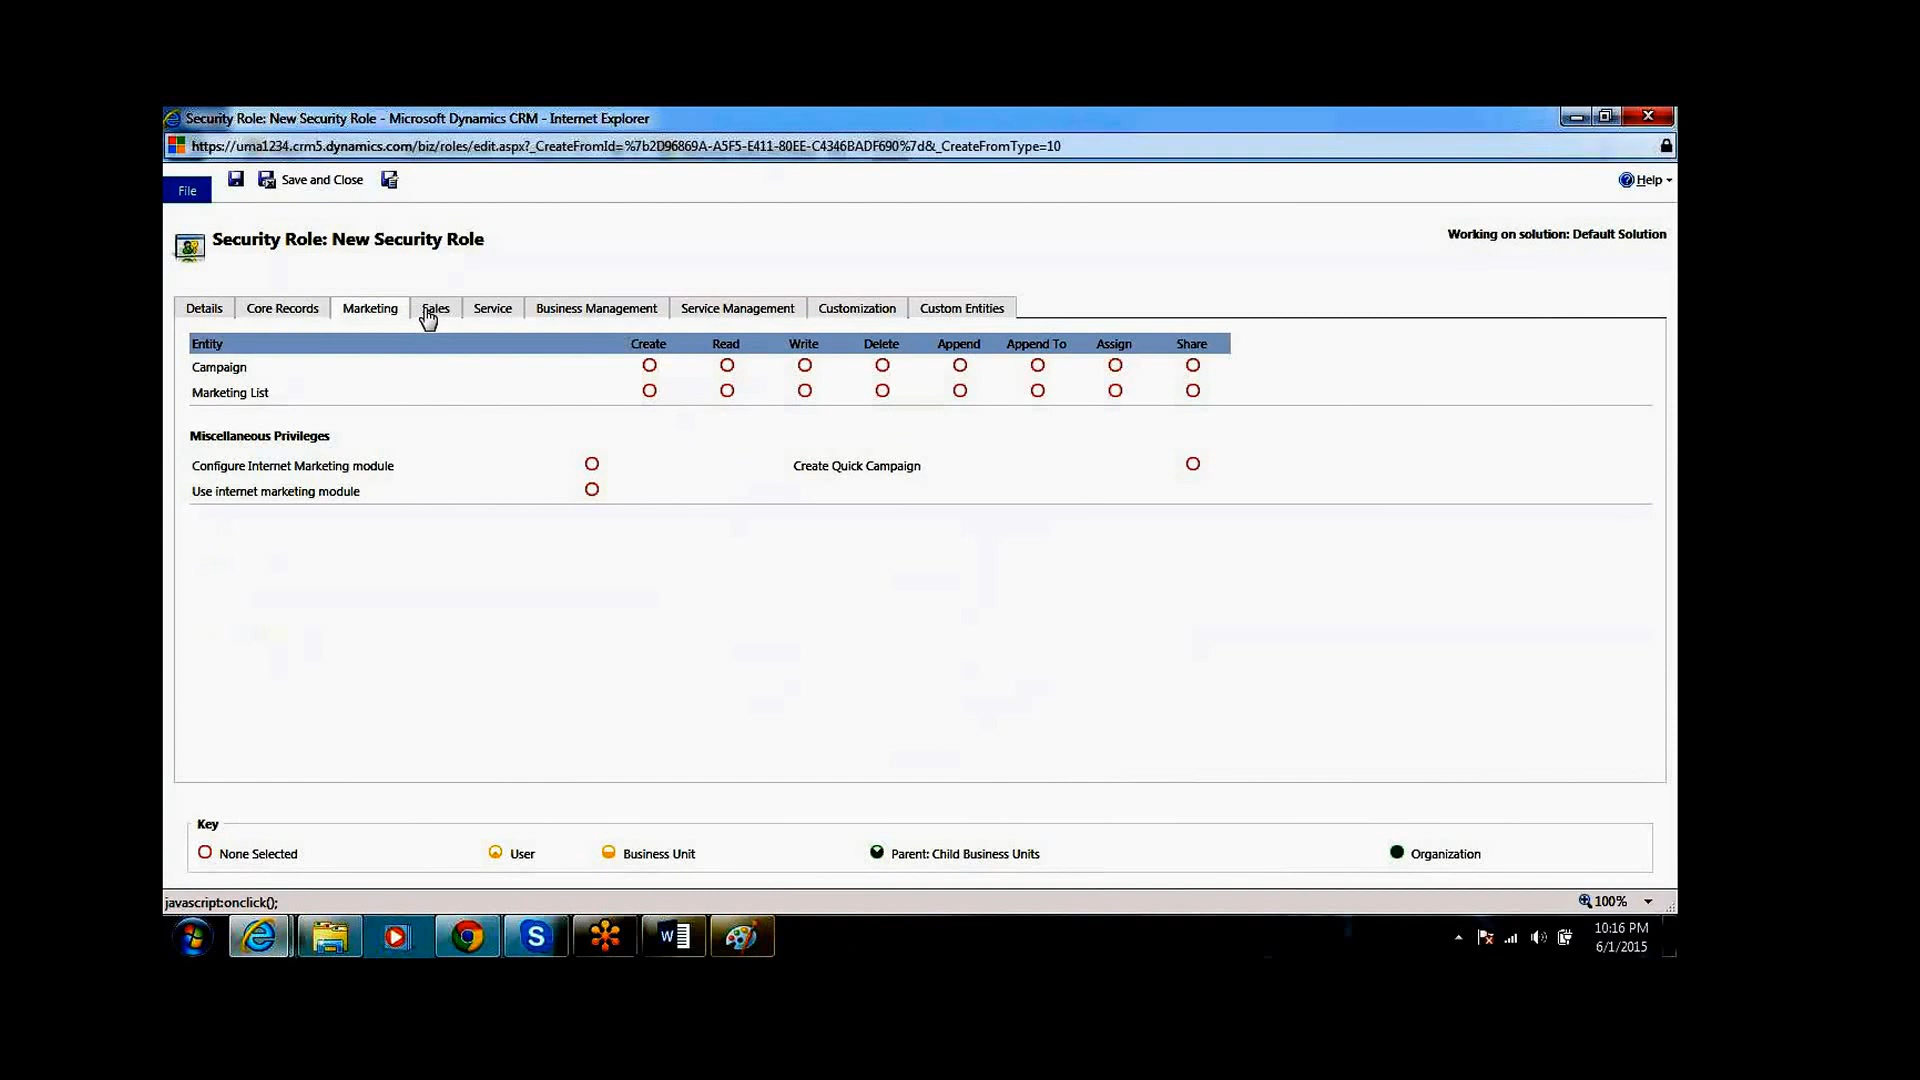 Security Role: New Security Role - Microsoft Dynamics CRM - Internet Explorer
https://uma1234.crm5.dynamics.com/biz/roles/edit.aspx?_CreateFromId=%7b2D96869A-A5F5-E411-80EE-C4346BADF690%7d&_CreateFromType=10
File Save and Close Help
Security Role: New Security Role
Working on solution: Default Solution
Details Core Records Marketing Sales Service Business Management Service Management Customization Custom Entities
Entity Create Read Write Delete Append Append To Assign Share
Campaign
Marketing List
Miscellaneous Privileges
Configure Internet Marketing module Create Quick Campaign
Use internet marketing module
Key
None Selected User Business Unit Parent: Child Business Units Organization
javascript:onclick();
100%
10:16 PM
6/1/2015